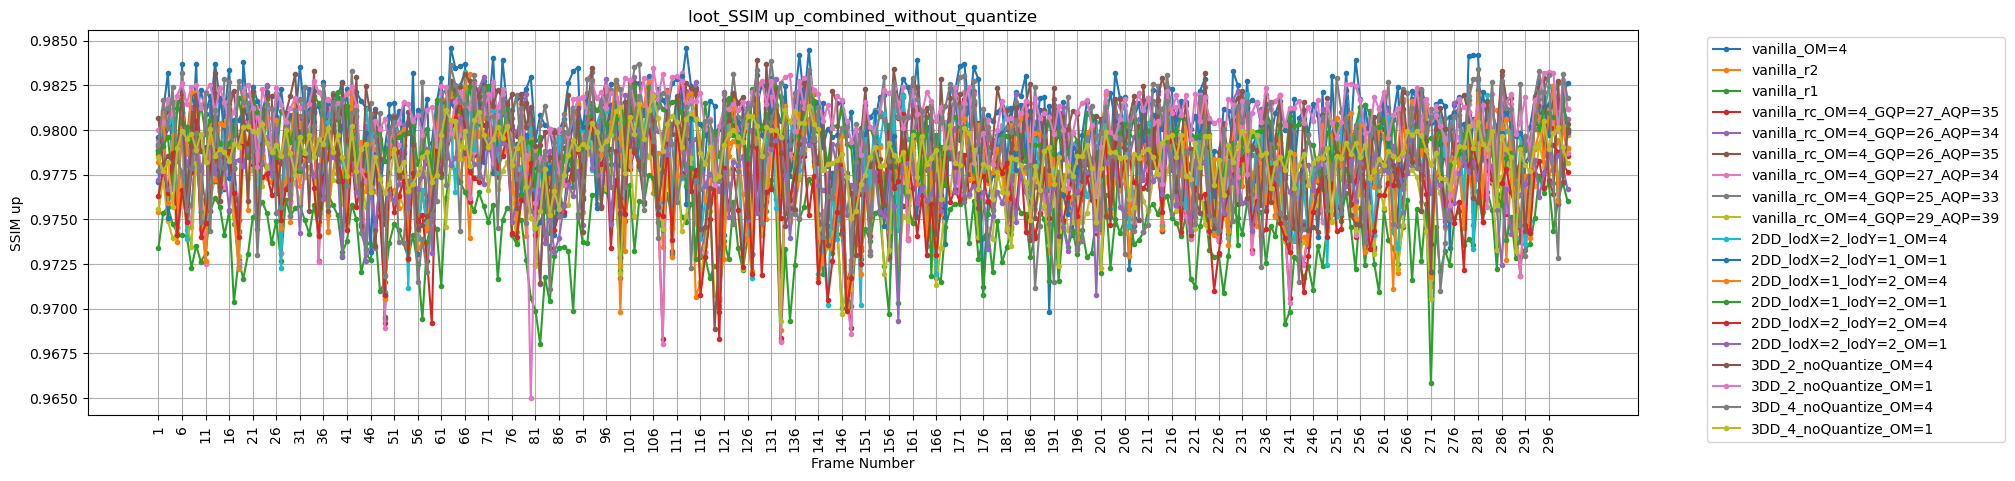 loot_SSIM up_combined_without_quantize
SSIM up
0.9850
0.9825
0.9800
0.9775
0.9750
0.9725
0.9700
0.9675
0.9650
1 6 11 16 21 26 31 36 41 46 51 56 61 66 71 76 81 86 91 96 101 106 111 116 121 126 131 136 141 146 151 156 161 166 171 176 181 186 191 196 201 206 211 216 221 226 231 236 241 246 251 256 261 266 271 276 281 286 291 296
Frame Number
vanilla_OM=4
vanilla_r2
vanilla_r1
vanilla_rc_OM=4_GQP=27_AQP=35
vanilla_rc_OM=4_GQP=26_AQP=34
vanilla_rc_OM=4_GQP=26_AQP=35
vanilla_rc_OM=4_GQP=27_AQP=34
vanilla_rc_OM=4_GQP=25_AQP=33
vanilla_rc_OM=4_GQP=29_AQP=39
2DD_lodX=2_lodY=1_OM=4
2DD_lodX=2_lodY=1_OM=1
2DD_lodX=1_lodY=2_OM=4
2DD_lodX=1_lodY=2_OM=1
2DD_lodX=2_lodY=2_OM=4
2DD_lodX=2_lodY=2_OM=1
3DD_2_noQuantize_OM=4
3DD_2_noQuantize_OM=1
3DD_4_noQuantize_OM=4
3DD_4_noQuantize_OM=1